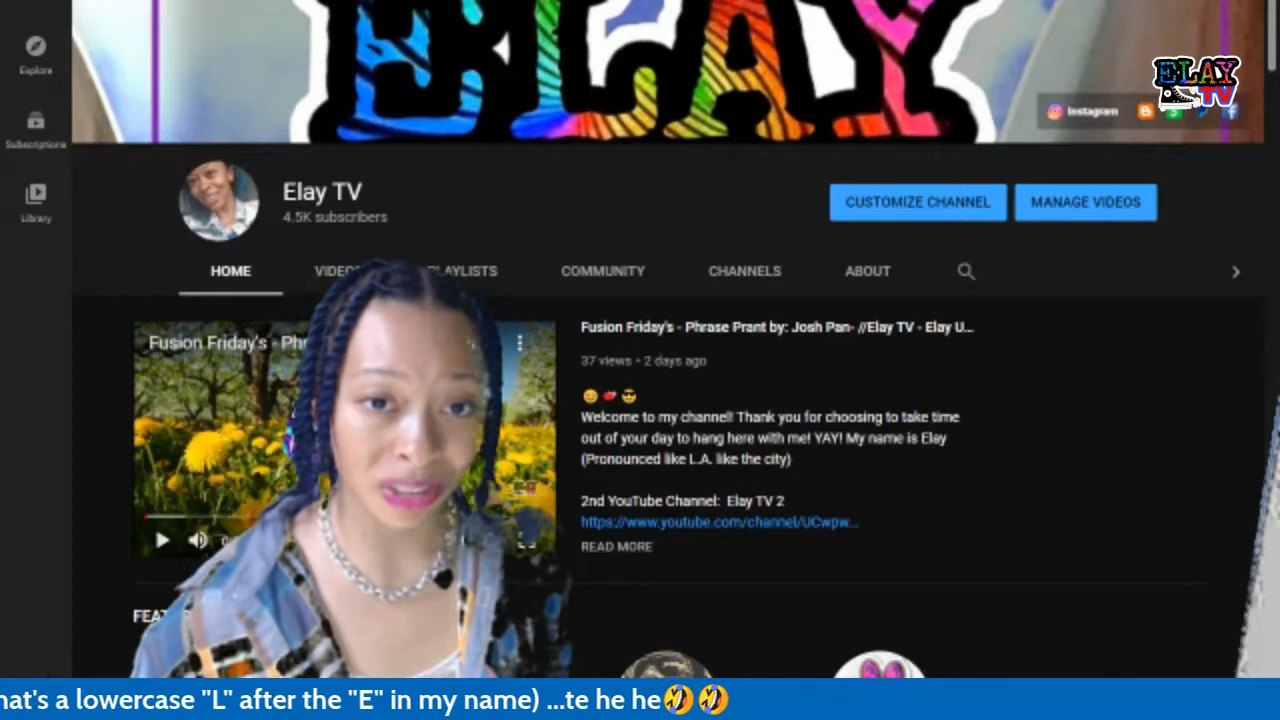 ELAY
ELAY
TV
Instagram
Explore
Subscriptions
Library
Elay TV
4.5K subscribers
CUSTOMIZE CHANNEL
MANAGE VIDEOS
HOME
PLAYLISTS
COMMUNITY
CHANNELS
ABOUT
Fusion Friday's - Phr
Fusion Friday's - Phrase Prant by: Josh Pan- //Elay TV - Elay U...
37 views • 2 days ago
😊 💋 😎
Welcome to my channel! Thank you for choosing to take time
out of your day to hang here with me! YAY! My name is Elay
(Pronounced like L.A. like the city)
2nd YouTube Channel: Elay TV 2
https://www.youtube.com/channel/UCwpw...
READ MORE
hat's a lowercase "L" after the "E" in my name) ...te he he🤣🤣